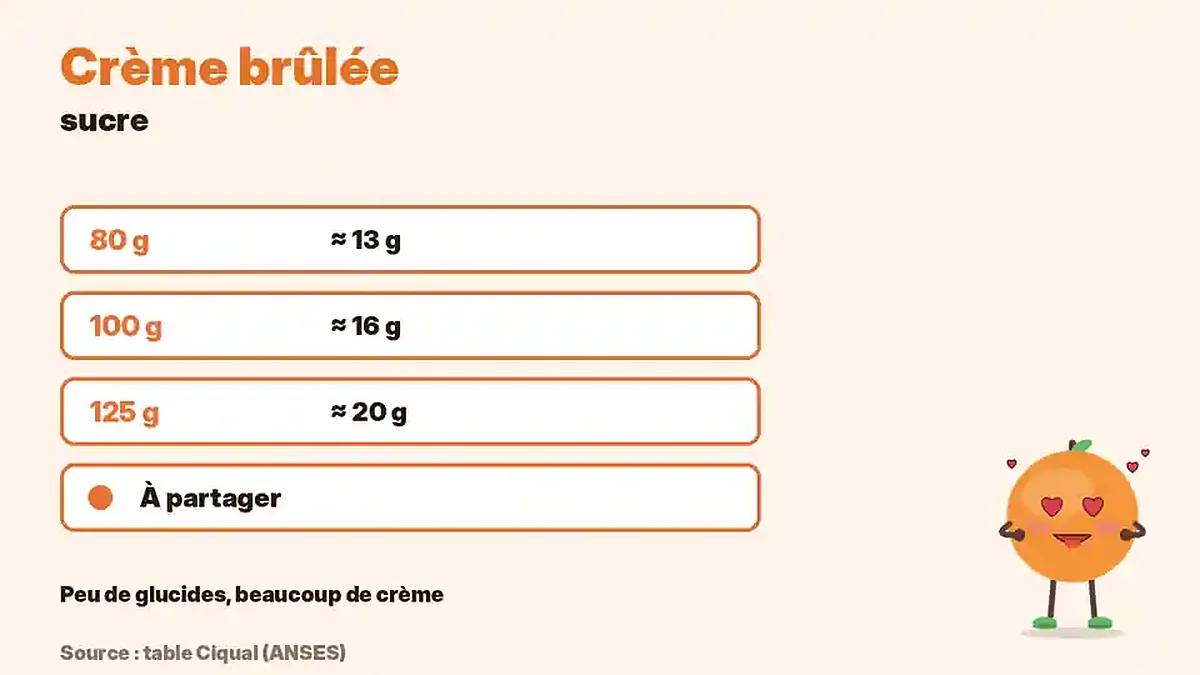 Crème brûlée
sucre
80 g ≈ 13 g
100 g ≈ 16 g
125 g ≈ 20 g
À partager
Peu de glucides, beaucoup de crème
Source : table Ciqual (ANSES)